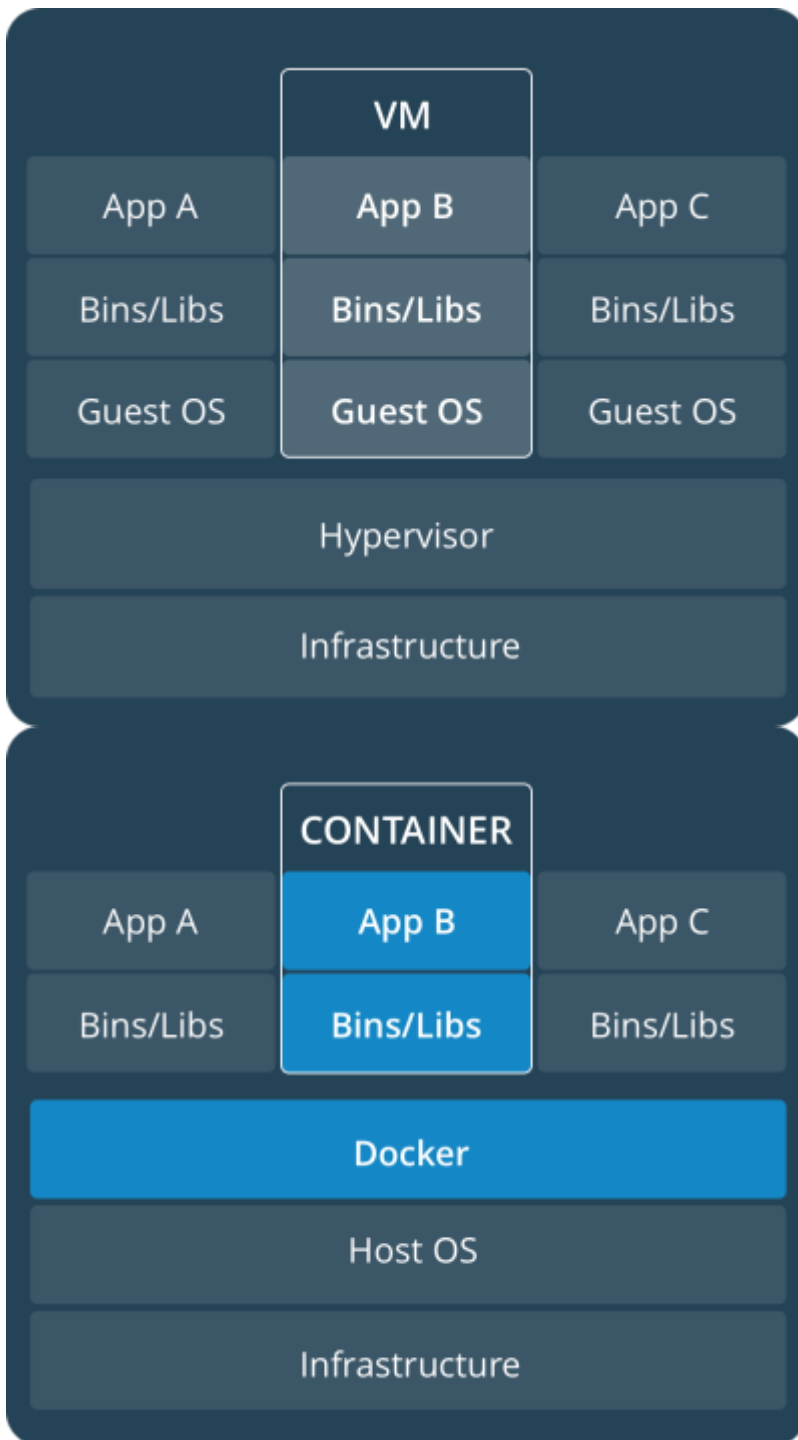 VM
App A App B App C
Bins/Libs Bins/Libs Bins/Libs
Guest OS Guest OS Guest OS
Hypervisor
Infrastructure
CONTAINER
App A App B App C
Bins/Libs Bins/Libs Bins/Libs
Docker
Host OS
Infrastructure